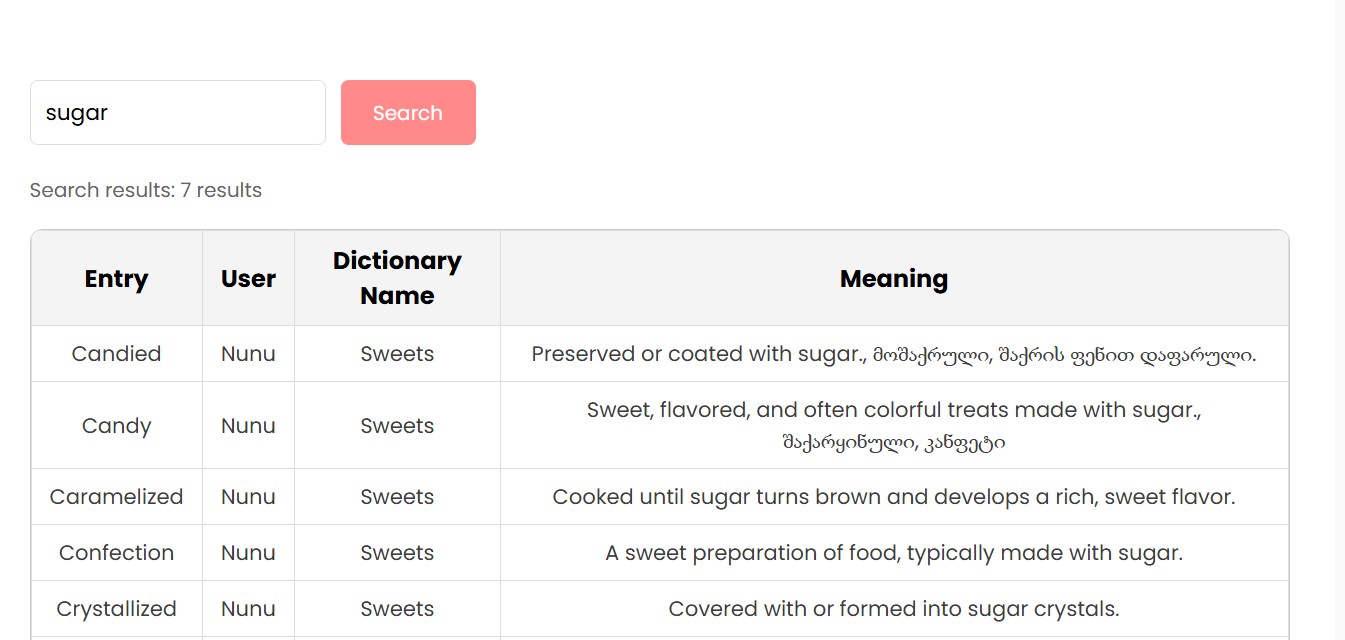 sugar
Search
Search results: 7 results
Entry
User
Dictionary
Name
Meaning
Candied
Nunu
Sweets
Preserved or coated with sugar., მოშაქრული, შაქრის ფენით დაფარული.
Candy
Nunu
Sweets
Sweet, flavored, and often colorful treats made with sugar.,
შაქარყინული, კანფეტი
Caramelized
Nunu
Sweets
Cooked until sugar turns brown and develops a rich, sweet flavor.
Confection
Nunu
Sweets
A sweet preparation of food, typically made with sugar.
Crystallized
Nunu
Sweets
Covered with or formed into sugar crystals.